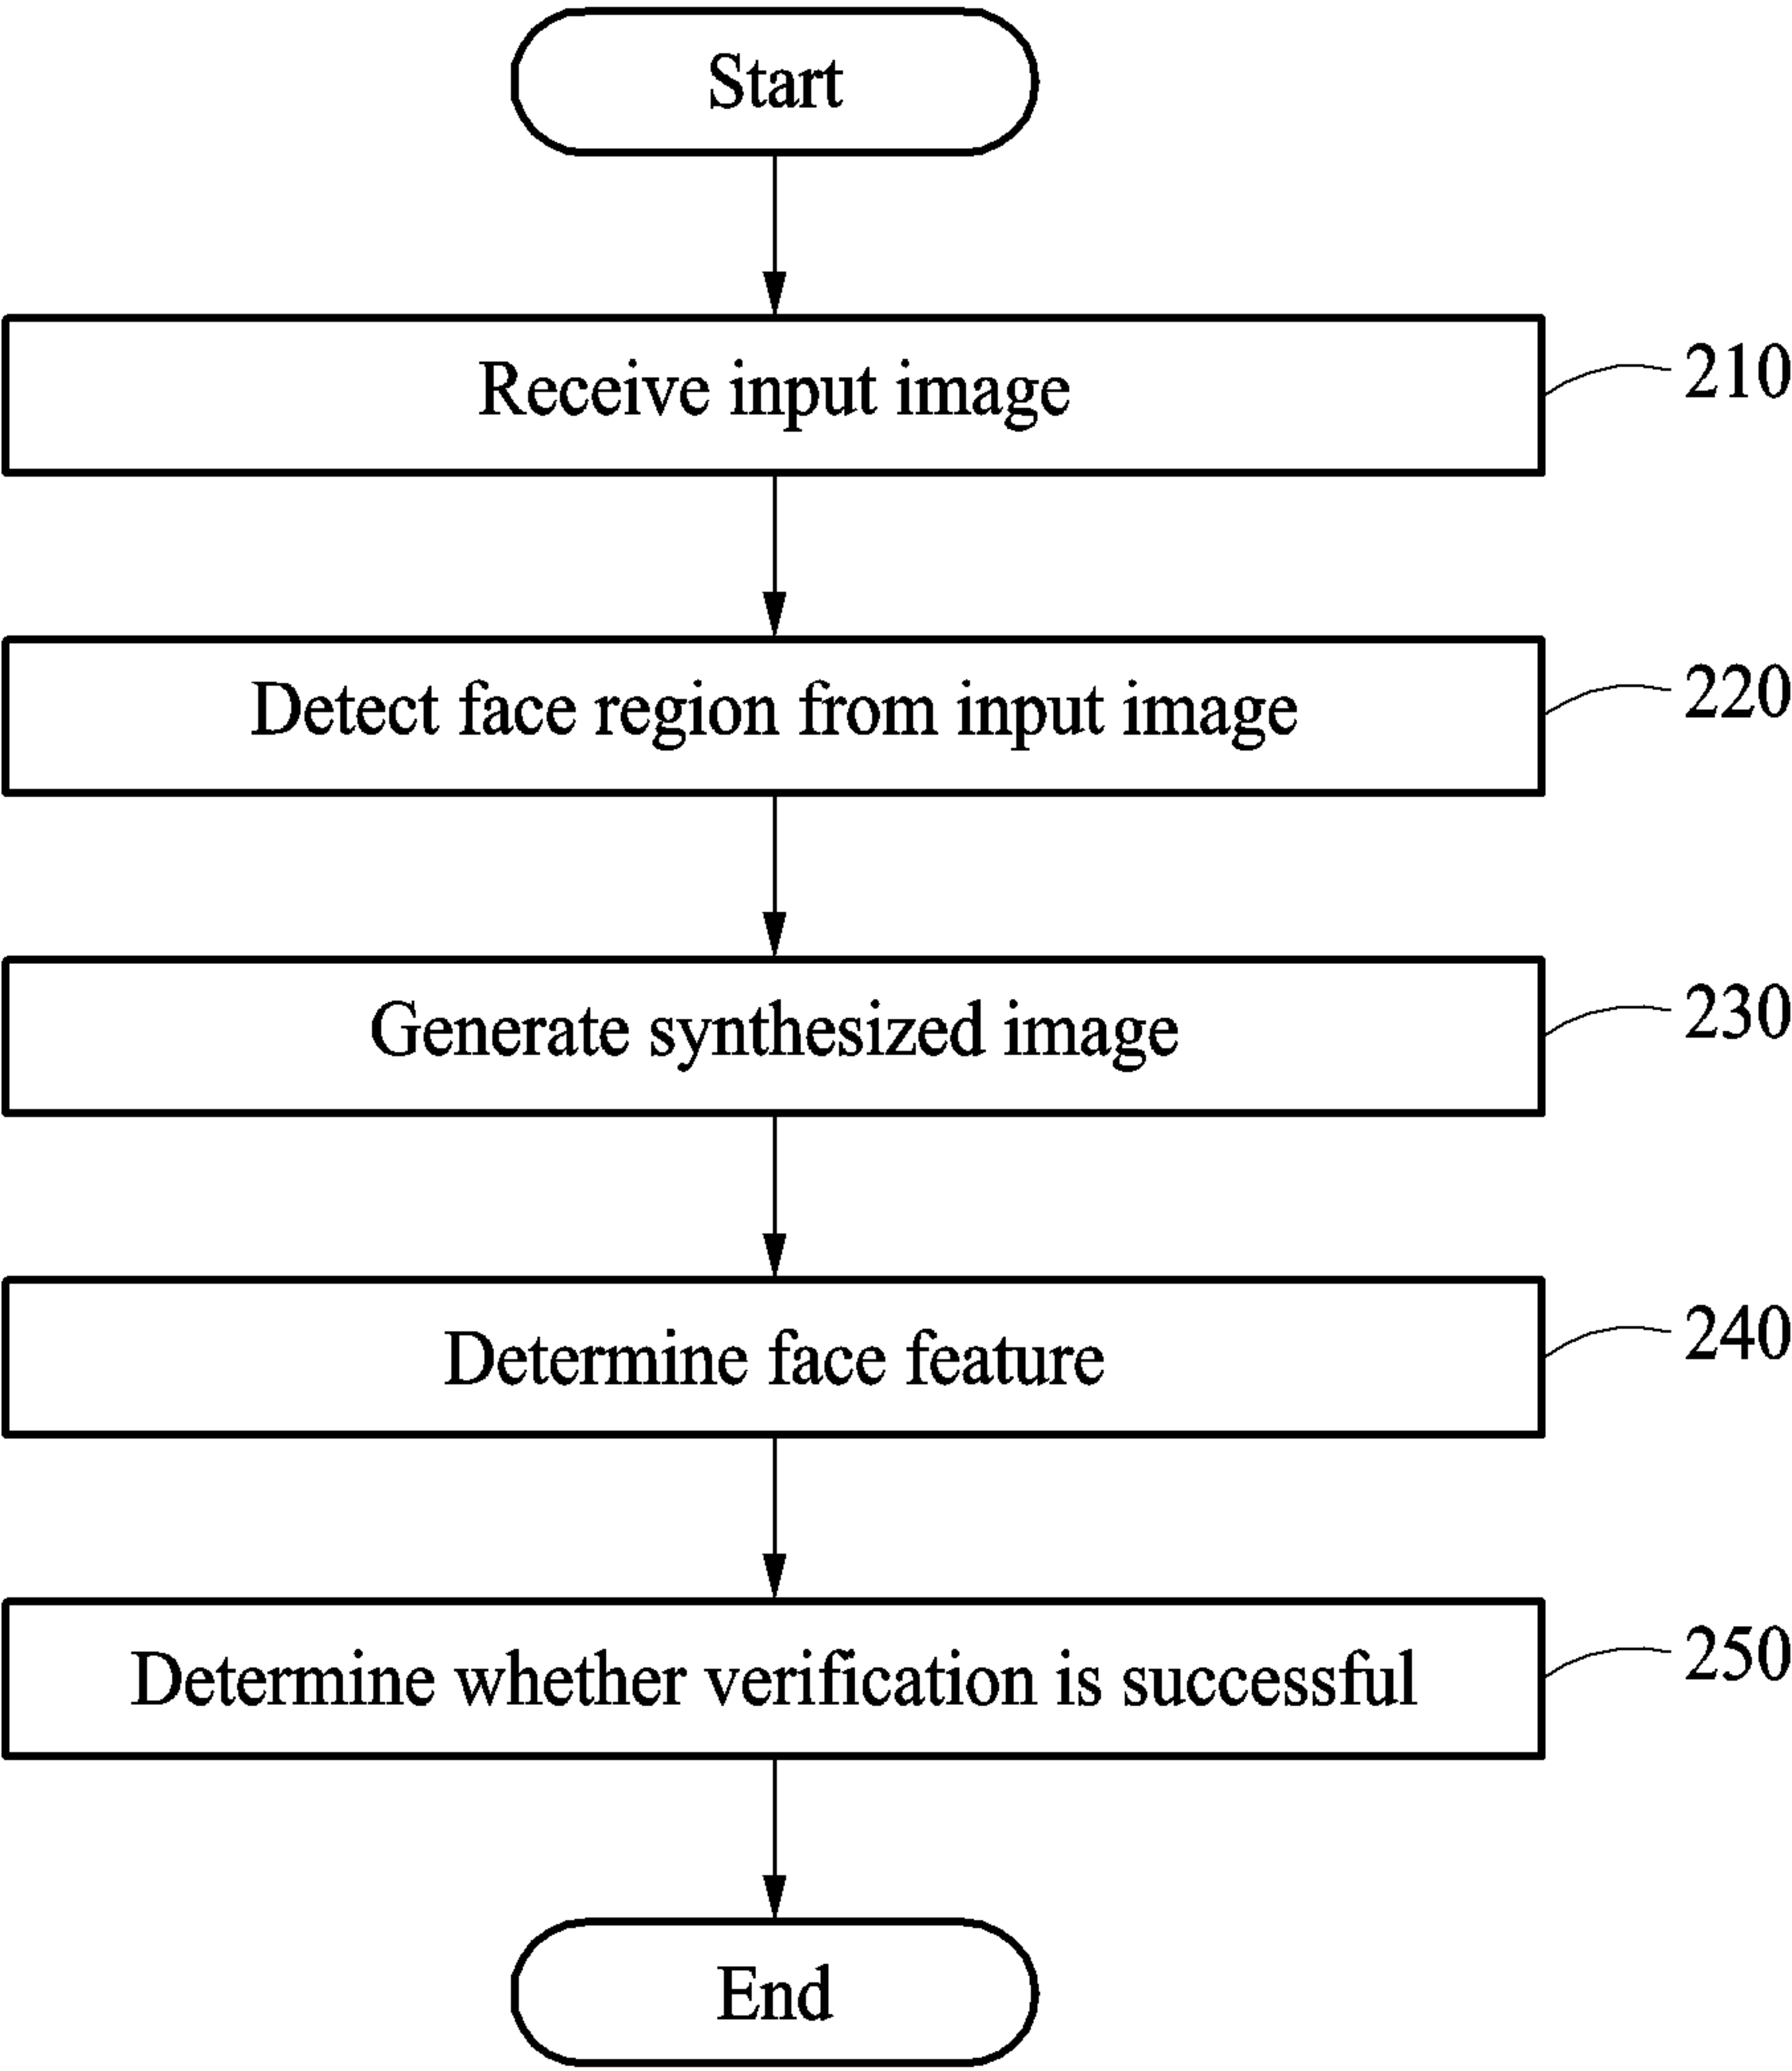 Start
Receive input image
210
Detect face region from input image
220
Generate synthesized image
230
Determine face feature
240
Determine whether verification is successful
250
End